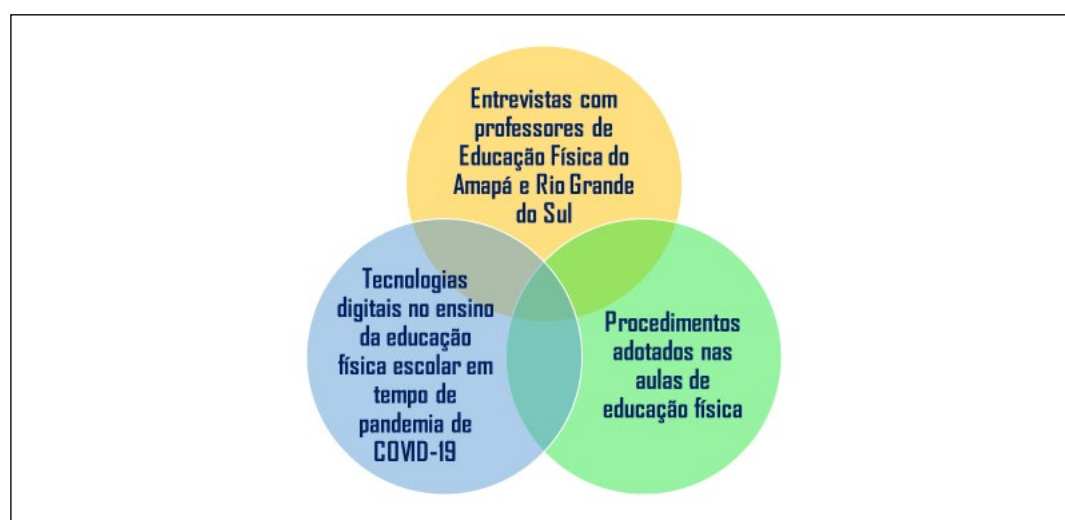 Entrevistas com
professores de
Educação Física do
Amapá e Rio Grande
do Sul
Tecnologias
digitais no ensino
da educação
física escolar em
tempo de
pandemia de
COVID-19
Procedimentos
adotados nas
aulas de
educação física